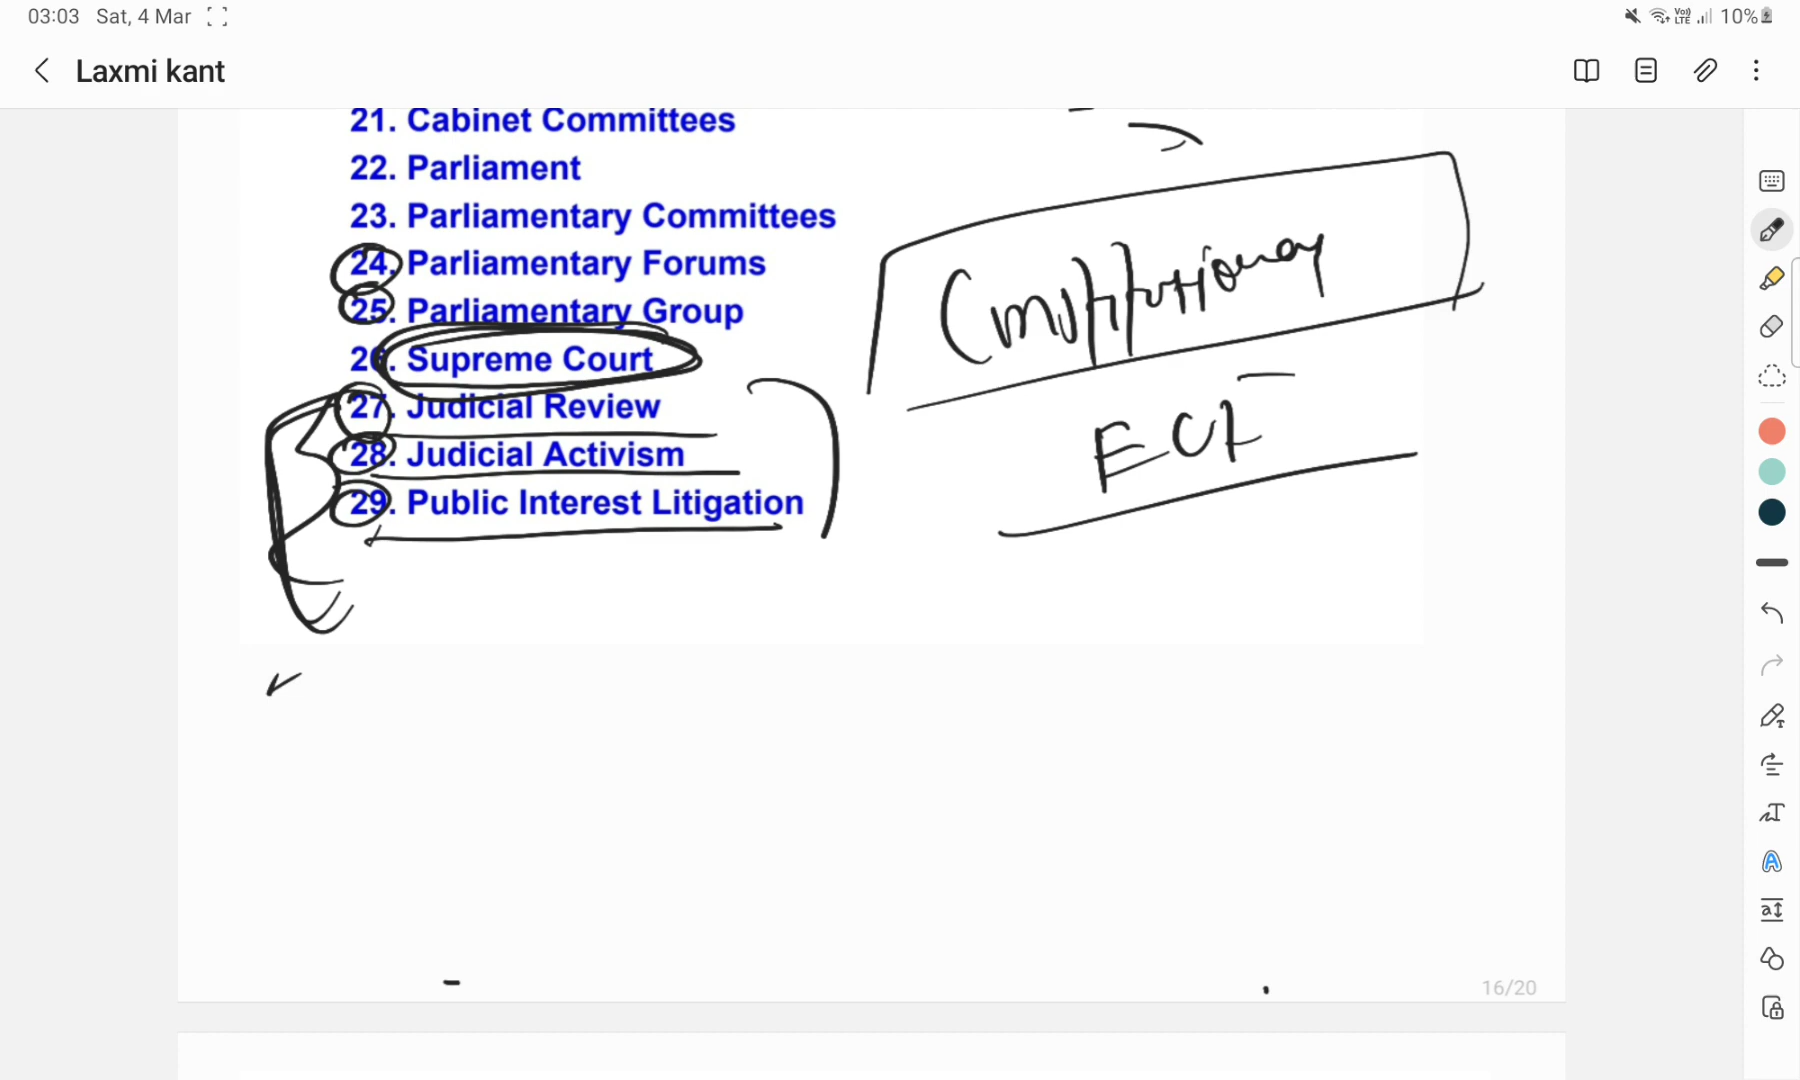 03:03 Sat, 4 Mar
Vo) LTE 10%
Laxmi kant
21. Cabinet Committees
22. Parliament
23. Parliamentary Committees
24. Parliamentary Forums
25. Parliamentary Group
26. Supreme Court
27. Judicial Review
28. Judicial Activism
29. Public Interest Litigation
ECI
16/20